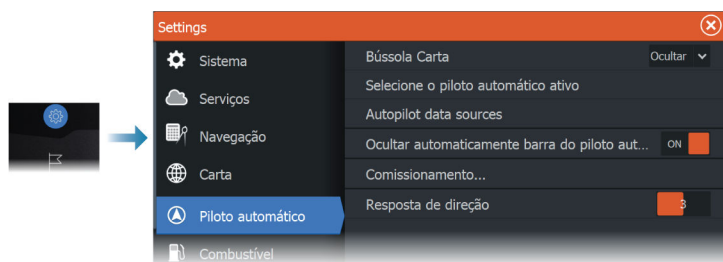 Settings
Sistema
Serviços
Navegação
Carta
Piloto automático
Combustível
Bússola Carta Ocultar
Selecione o piloto automático ativo
Autopilot data sources
Ocultar automaticamente barra do piloto aut... ON
Comissionamento...
Resposta de direção 3